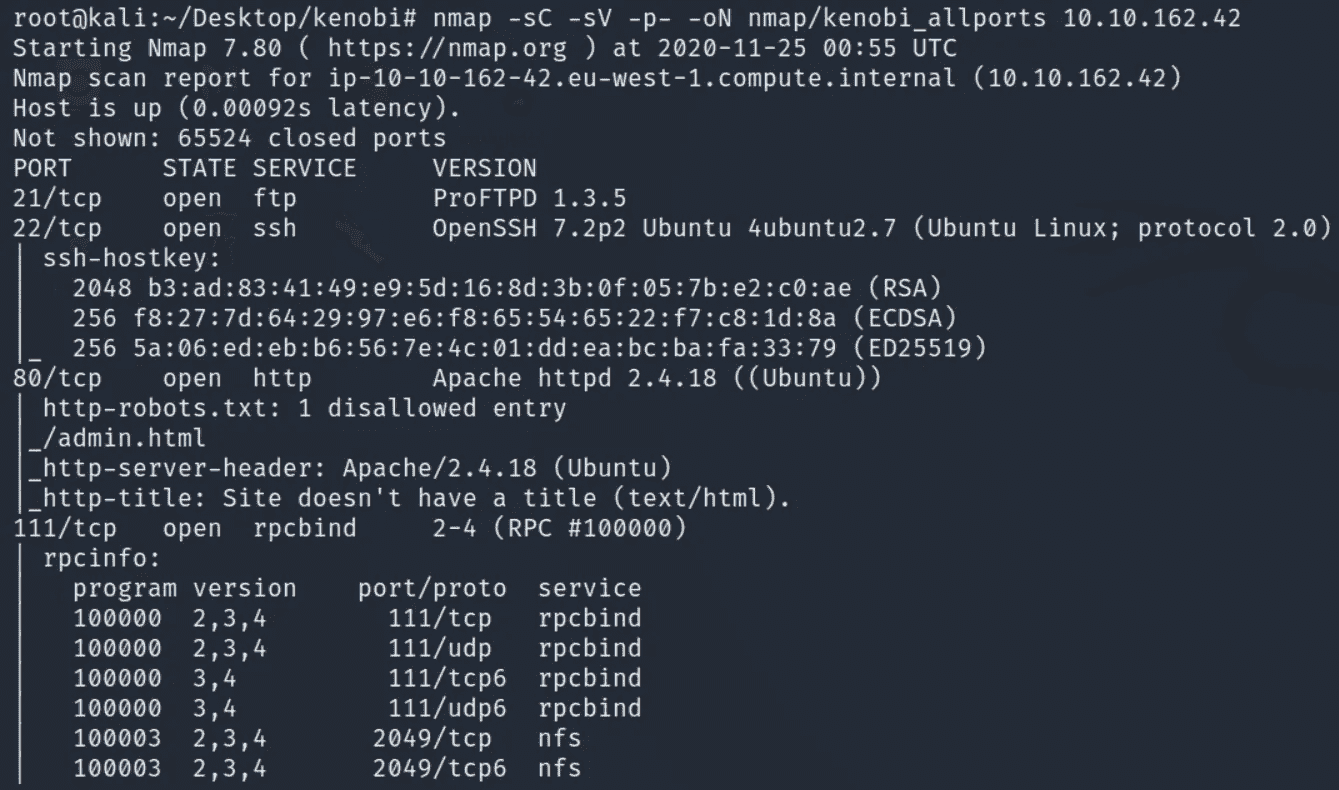 root@kali:~/Desktop/kenobi# nmap -sC -sV -p- -oN nmap/kenobi_allports 10.10.162.42
Starting Nmap 7.80 ( https://nmap.org ) at 2020-11-25 00:55 UTC
Nmap scan report for ip-10-10-162-42.eu-west-1.compute.internal (10.10.162.42)
Host is up (0.00092s latency).
Not shown: 65524 closed ports
PORT      STATE SERVICE     VERSION
21/tcp    open  ftp         ProFTPD 1.3.5
22/tcp    open  ssh         OpenSSH 7.2p2 Ubuntu 4ubuntu2.7 (Ubuntu Linux; protocol 2.0)
| ssh-hostkey:
|   2048 b3:ad:83:41:49:e9:5d:16:8d:3b:0f:05:7b:e2:c0:ae (RSA)
|   256 f8:27:7d:64:29:97:e6:f8:65:54:65:22:f7:c8:1d:8a (ECDSA)
|_  256 5a:06:ed:eb:b6:56:7e:4c:01:dd:ea:bc:ba:fa:33:79 (ED25519)
80/tcp    open  http        Apache httpd 2.4.18 ((Ubuntu))
| http-robots.txt: 1 disallowed entry
|_/admin.html
|_http-server-header: Apache/2.4.18 (Ubuntu)
|_http-title: Site doesn't have a title (text/html).
111/tcp   open  rpcbind     2-4 (RPC #100000)
| rpcinfo:
|   program version    port/proto  service
|   100000  2,3,4        111/tcp   rpcbind
|   100000  2,3,4        111/udp   rpcbind
|   100000  3,4          111/tcp6  rpcbind
|   100000  3,4          111/udp6  rpcbind
|   100003  2,3,4       2049/tcp   nfs
|   100003  2,3,4       2049/tcp6  nfs